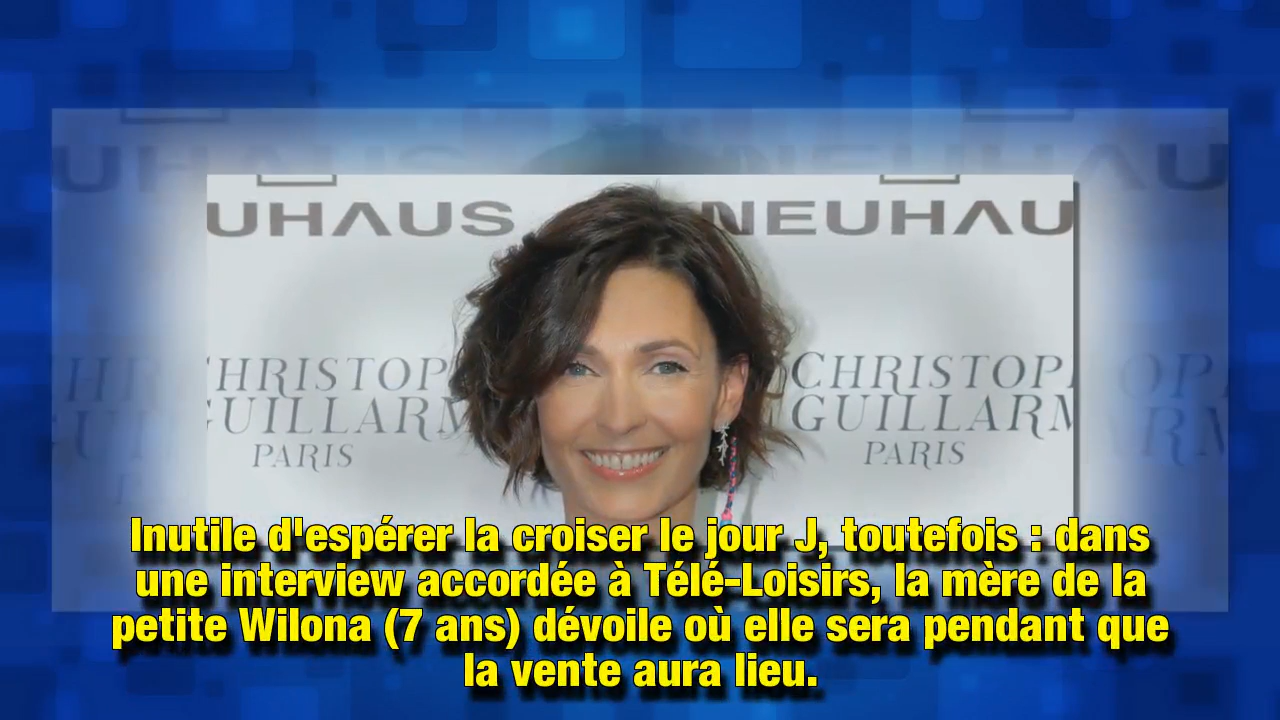 UHAUS NEUHAU
CHRISTOP CHRISTOP
GUILLARM GUILLARM
PARIS PARIS
Inutile d'espérer la croiser le jour J, toutefois : dans
une interview accordée à Télé-Loisirs, la mère de la
petite Wilona (7 ans) dévoile où elle sera pendant que
la vente aura lieu.